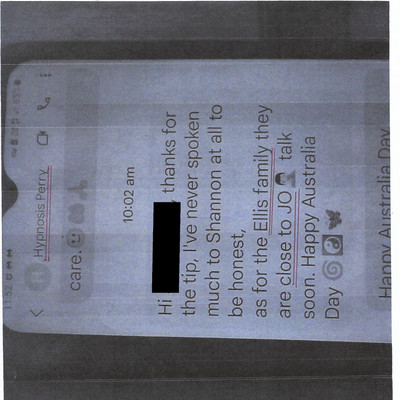 11:52
Hypnosis Perry
care.
10:02 am
Hi thanks for
the tip, I've never spoken
much to Shannon at all to
be honest,
as for the Ellis family they
are close to JO talk
soon. Happy Australia
Day
Happy Australia Day